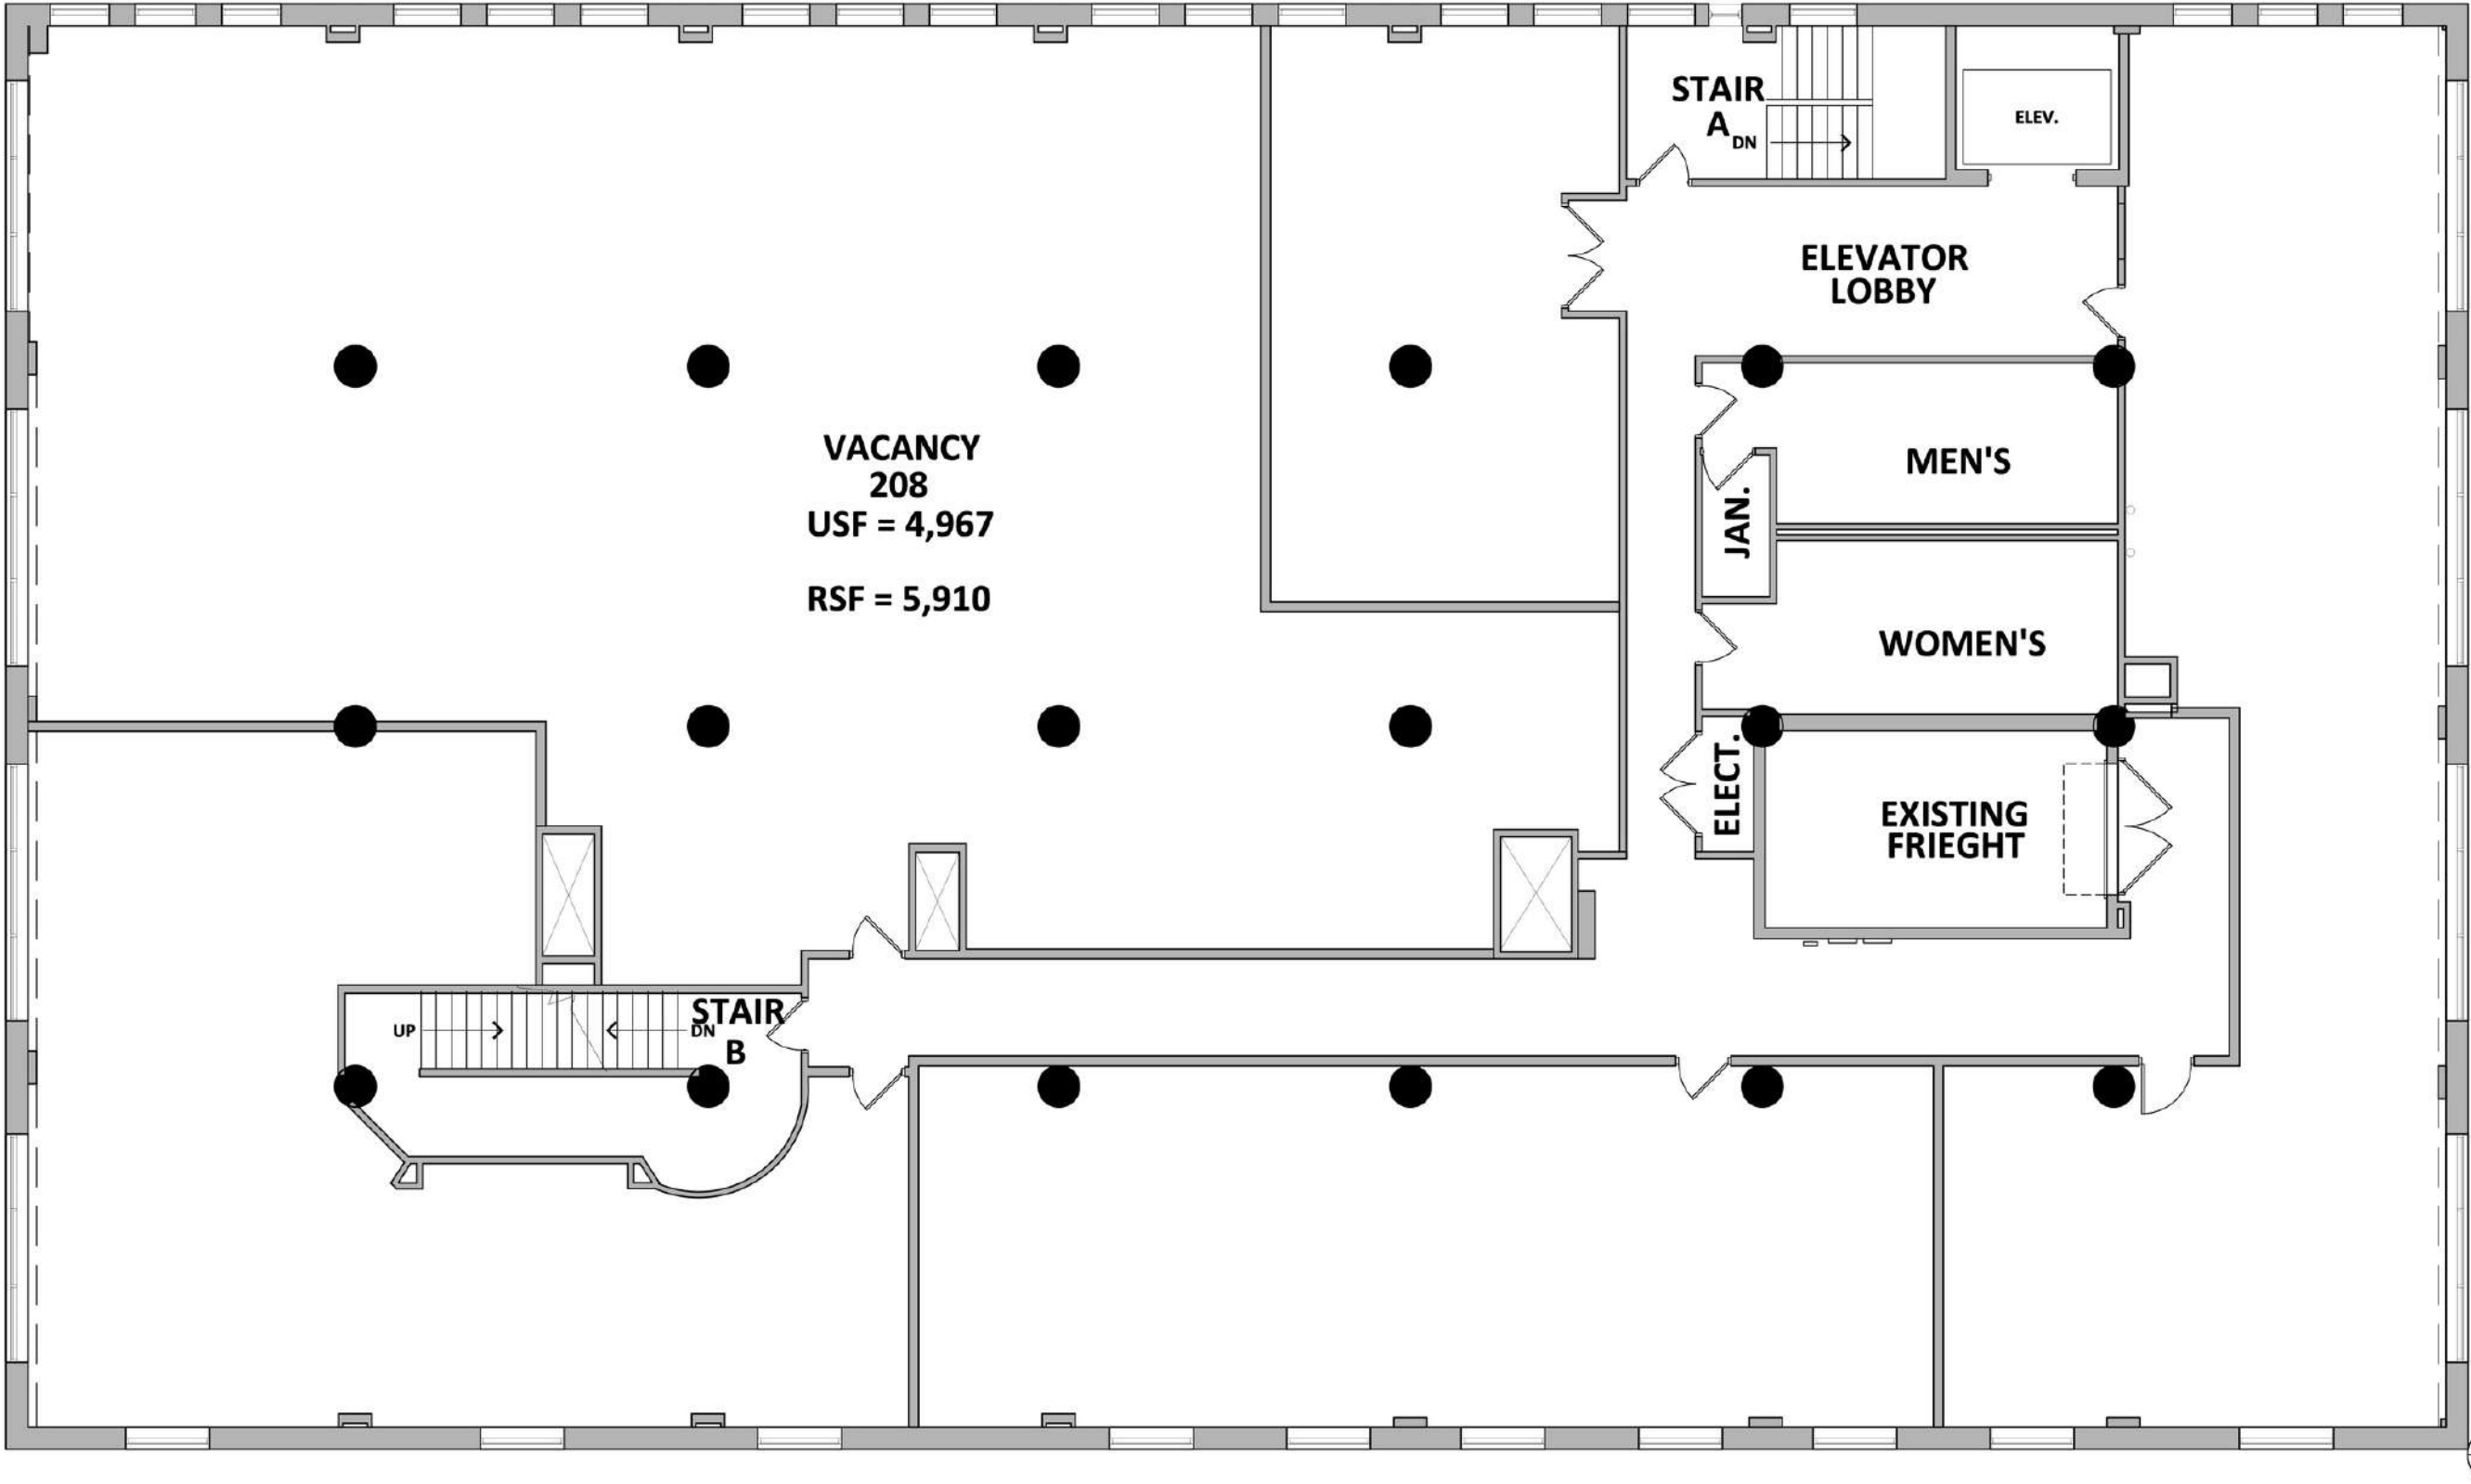 STAIR
A
DN
ELEV.
ELEVATOR
LOBBY
VACANCY
208
USF = 4,967
RSF = 5,910
MEN'S
JAN.
WOMEN'S
ELECT.
EXISTING
FRIEGHT
UP
DN
STAIR
B